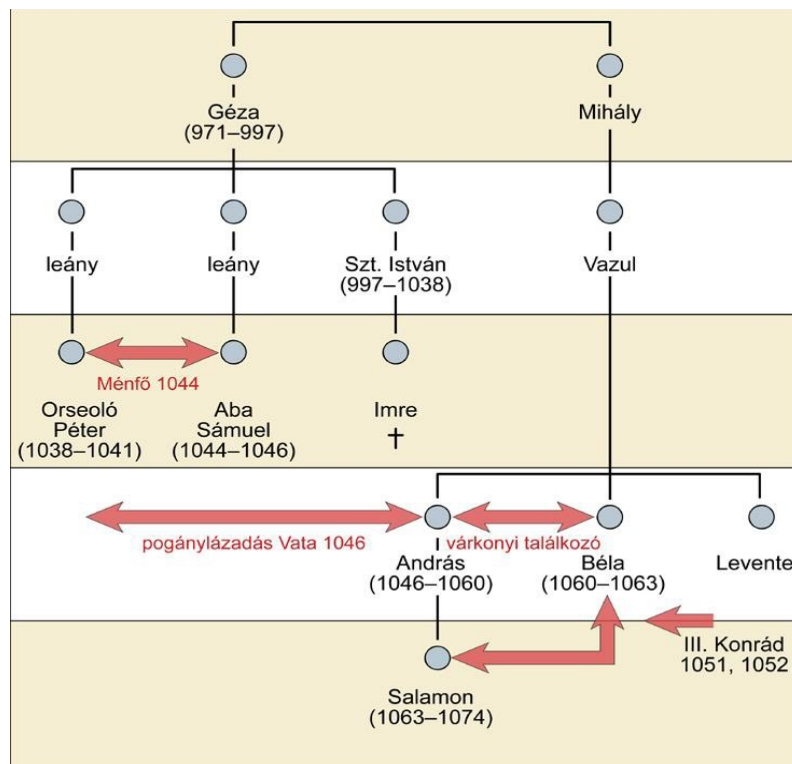 Géza
(971–997)
Mihály
leány
leány
Szt. István
(997–1038)
Vazul
Ménfő 1044
Orseoló
Péter
(1038–1041)
Aba
Sámuel
(1044–1046)
Imre
pogánylázadás Vata 1046
várkonyi találkozó
András
(1046–1060)
Béla
(1060–1063)
Levente
III. Konrád
1051, 1052
Salamon
(1063–1074)